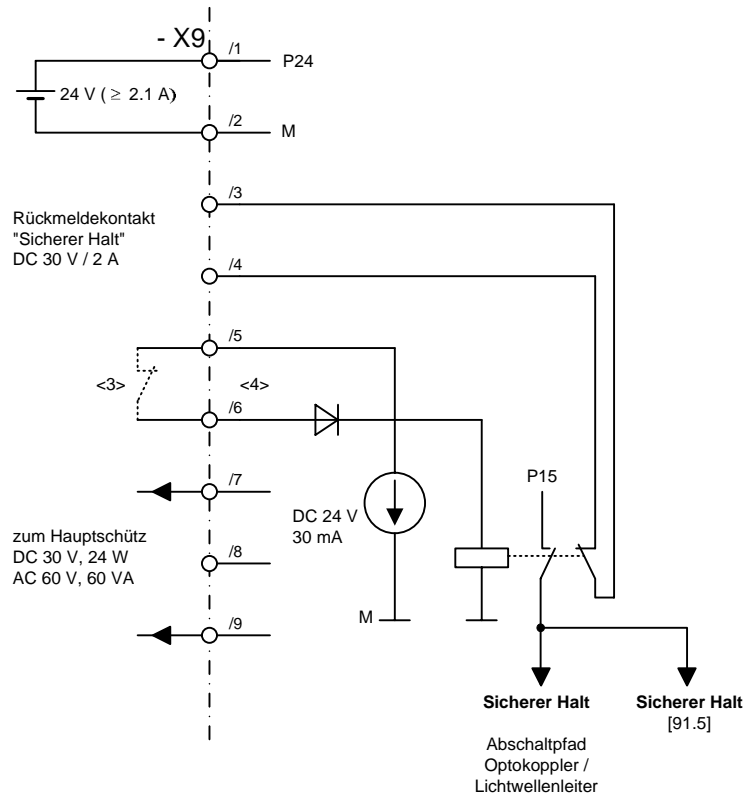 - X9
/1
P24
24 V ( ≥ 2.1 A)
/2
M
/3
Rückmeldekontakt
"Sicherer Halt"
DC 30 V / 2 A
/4
/5
<3>
<4>
/6
/7
P15
DC 24 V
30 mA
zum Hauptschütz
DC 30 V, 24 W
AC 60 V, 60 VA
/8
M
/9
Sicherer Halt
Sicherer Halt
[91.5]
Abschaltpfad
Optokoppler /
Lichtwellenleiter